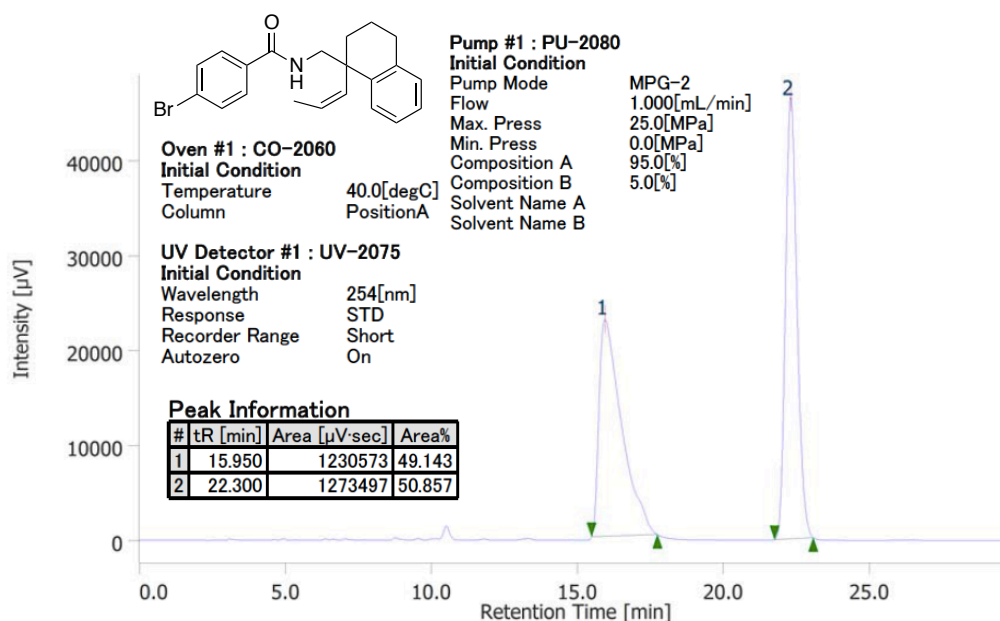 O
N
H
Br
Pump #1 : PU-2080
Initial Condition
Pump Mode MPG-2
Flow 1.000[mL/min]
Max. Press 25.0[MPa]
Min. Press 0.0[MPa]
Composition A 95.0[%]
Composition B 5.0[%]
Solvent Name A
Solvent Name B
Oven #1 : CO-2060
Initial Condition
Temperature 40.0[degC]
Column PositionA
UV Detector #1 : UV-2075
Initial Condition
Wavelength 254[nm]
Response STD
Recorder Range Short
Autozero On
Peak Information
# tR [min] Area [µV·sec] Area%
1 15.950 1230573 49.143
2 22.300 1273497 50.857
1
2
Intensity [µV]
40000
30000
20000
10000
0
0.0 5.0 10.0 15.0 20.0 25.0
Retention Time [min]